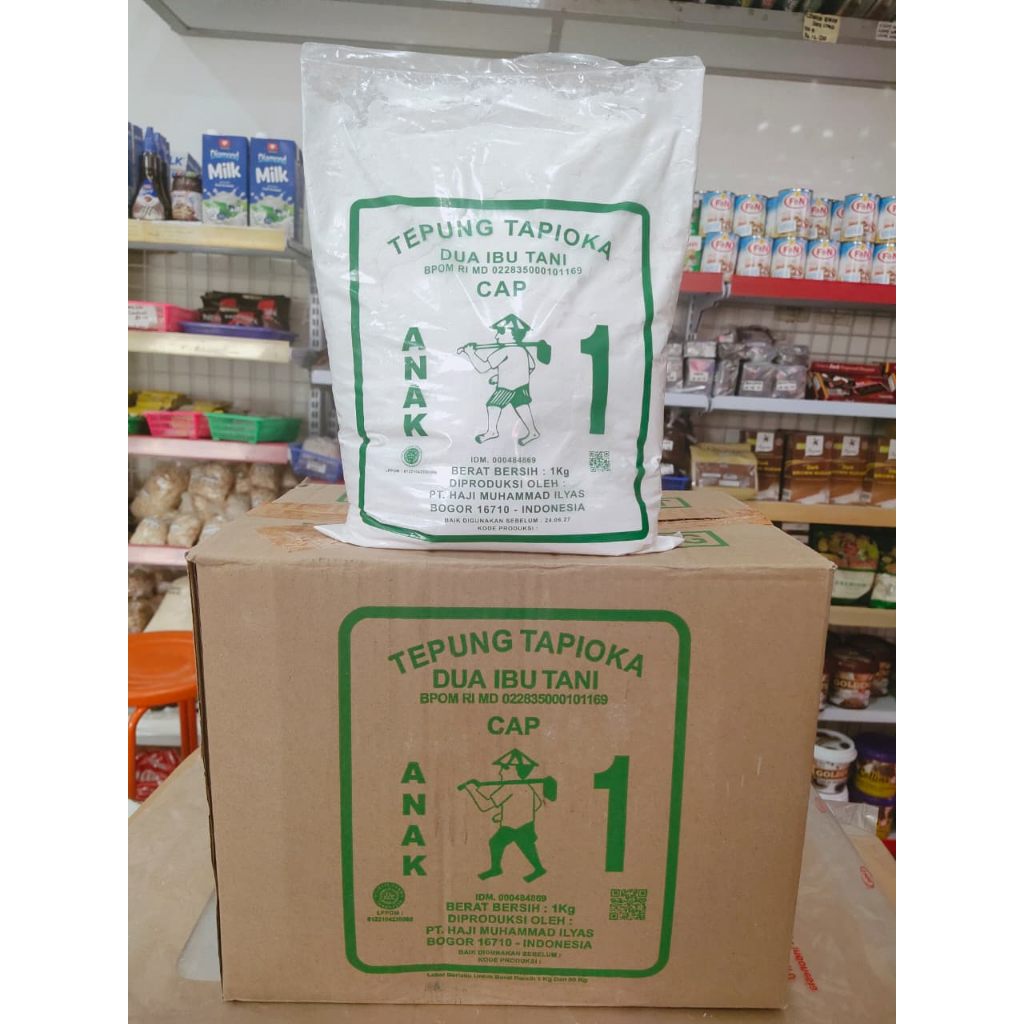 Diamond
Milk
Diamond
Milk
F&N
F&N
F&N
F&N
F&N
F&N
F&N
F&N
TEPUNG TAPIOKA
DUA IBU TANI
BPOM RI MD 022835000101169
CAP
ANAK
1
IDM. 000484869
BERAT BERSIH : 1Kg
DIPRODUKSI OLEH :
PT. HAJI MUHAMMAD ILYAS
BOGOR 16710 - INDONESIA
BAIK DIGUNAKAN SEBELUM : 24.06.27
KODE PRODUKSI :
TEPUNG TAPIOKA
DUA IBU TANI
BPOM RI MD 022835000101169
CAP
ANAK
1
IDM. 000484869
LPPOM :
BERAT BERSIH : 1Kg
DIPRODUKSI OLEH :
PT. HAJI MUHAMMAD ILYAS
BOGOR 16710 - INDONESIA
BAIK DIGUNAKAN SEBELUM :
KODE PRODUKSI :